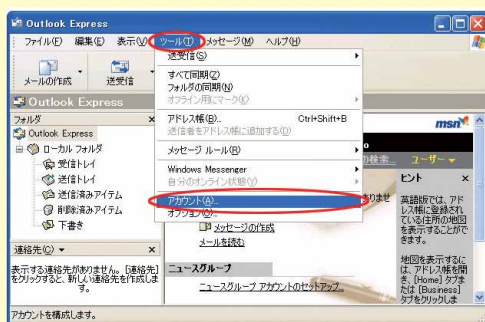 Outlook Express
ファイル(F) 編集(E) 表示(V) ツール(T) メッセージ(M) ヘルプ(H)
メールの作成 送受信
送受信(S)
すべて同期(Z)
フォルダの同期(N)
オフライン用にマーク(K)
アドレス帳(B)... Ctrl+Shift+B
送信者をアドレス帳に追加する(D)
メッセージ ルール(R)
Windows Messenger
自分のオンライン状態(Y)
アカウント(A)...
オプション(O)...
Outlook Express
フォルダ ×
Outlook Express
ローカル フォルダ
受信トレイ
送信トレイ
送信済みアイテム
削除済みアイテム
下書き
連絡先(C) ×
表示する連絡先がありません。[連絡先]
をクリックすると、新しい連絡先を作成しま
す。
msn
の検索... ユーザー
ありませ
メッセージの作成
メールを読む
ニュースグループ
ニュースグループ アカウントのセットアップ...
ヒント ×
英語版では、アド
レス帳に登録され
ている住所の地図
を表示することがで
きます。
地図を表示するに
は、アドレス帳を開
き、[Home] タブま
たは [Business]
タブをクリックしま
アカウントを構成します。